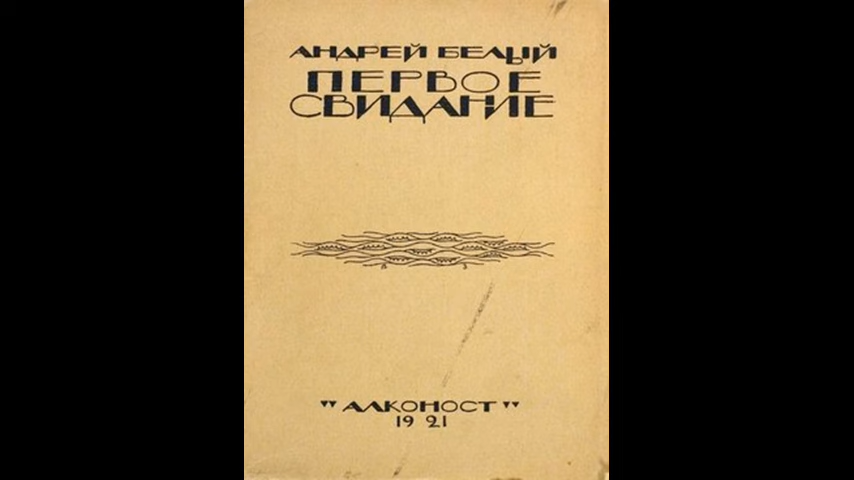 АНДРЕЙ БЕЛЫЙ
ПЕРВОЕ
СВИДАНИЕ
В З
"АЛКОНОСТ"
1921